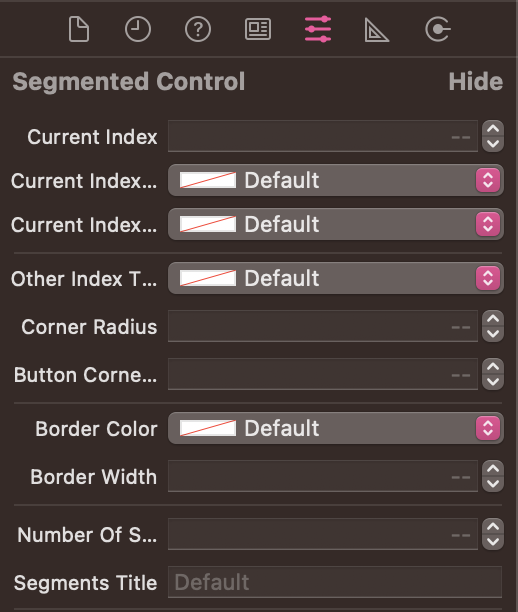 Segmented Control Hide
Current Index --
Current Index... Default
Current Index... Default
Other Index T... Default
Corner Radius --
Button Corne... --
Border Color Default
Border Width --
Number Of S... --
Segments Title Default